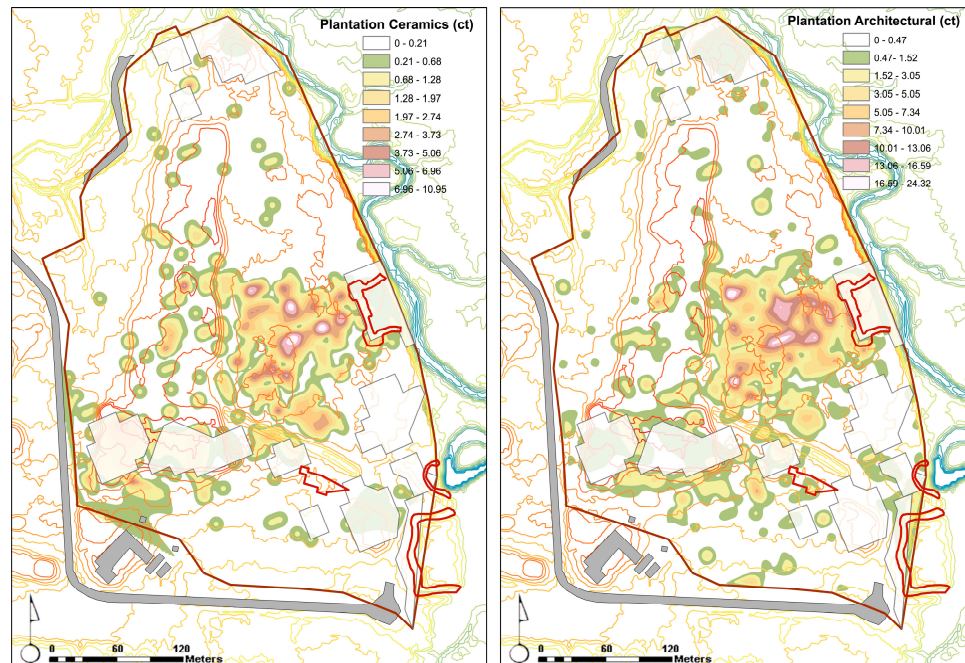 Plantation Ceramics (ct)
0 - 0.21
0.21 - 0.68
0.68 - 1.28
1.28 - 1.97
1.97 - 2.74
2.74 - 3.73
3.73 - 5.06
5.06 - 6.96
6.96 - 10.95
0 30 60 120
Meters
Plantation Architectural (ct)
0 - 0.47
0.47 - 1.52
1.52 - 3.05
3.05 - 5.05
5.05 - 7.34
7.34 - 10.01
10.01 - 13.06
13.06 - 16.59
16.59 - 24.32
0 30 60 120
Meters